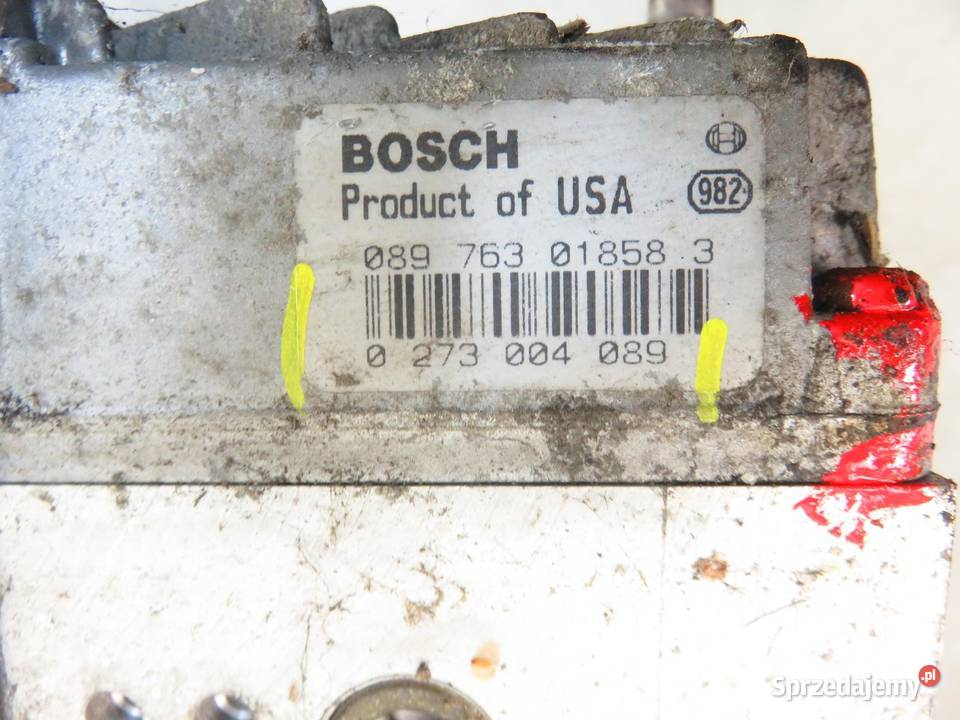 BOSCH
Product of USA
982
089 763 01858 3
0 273 004 089
Sprzedajemy.pl